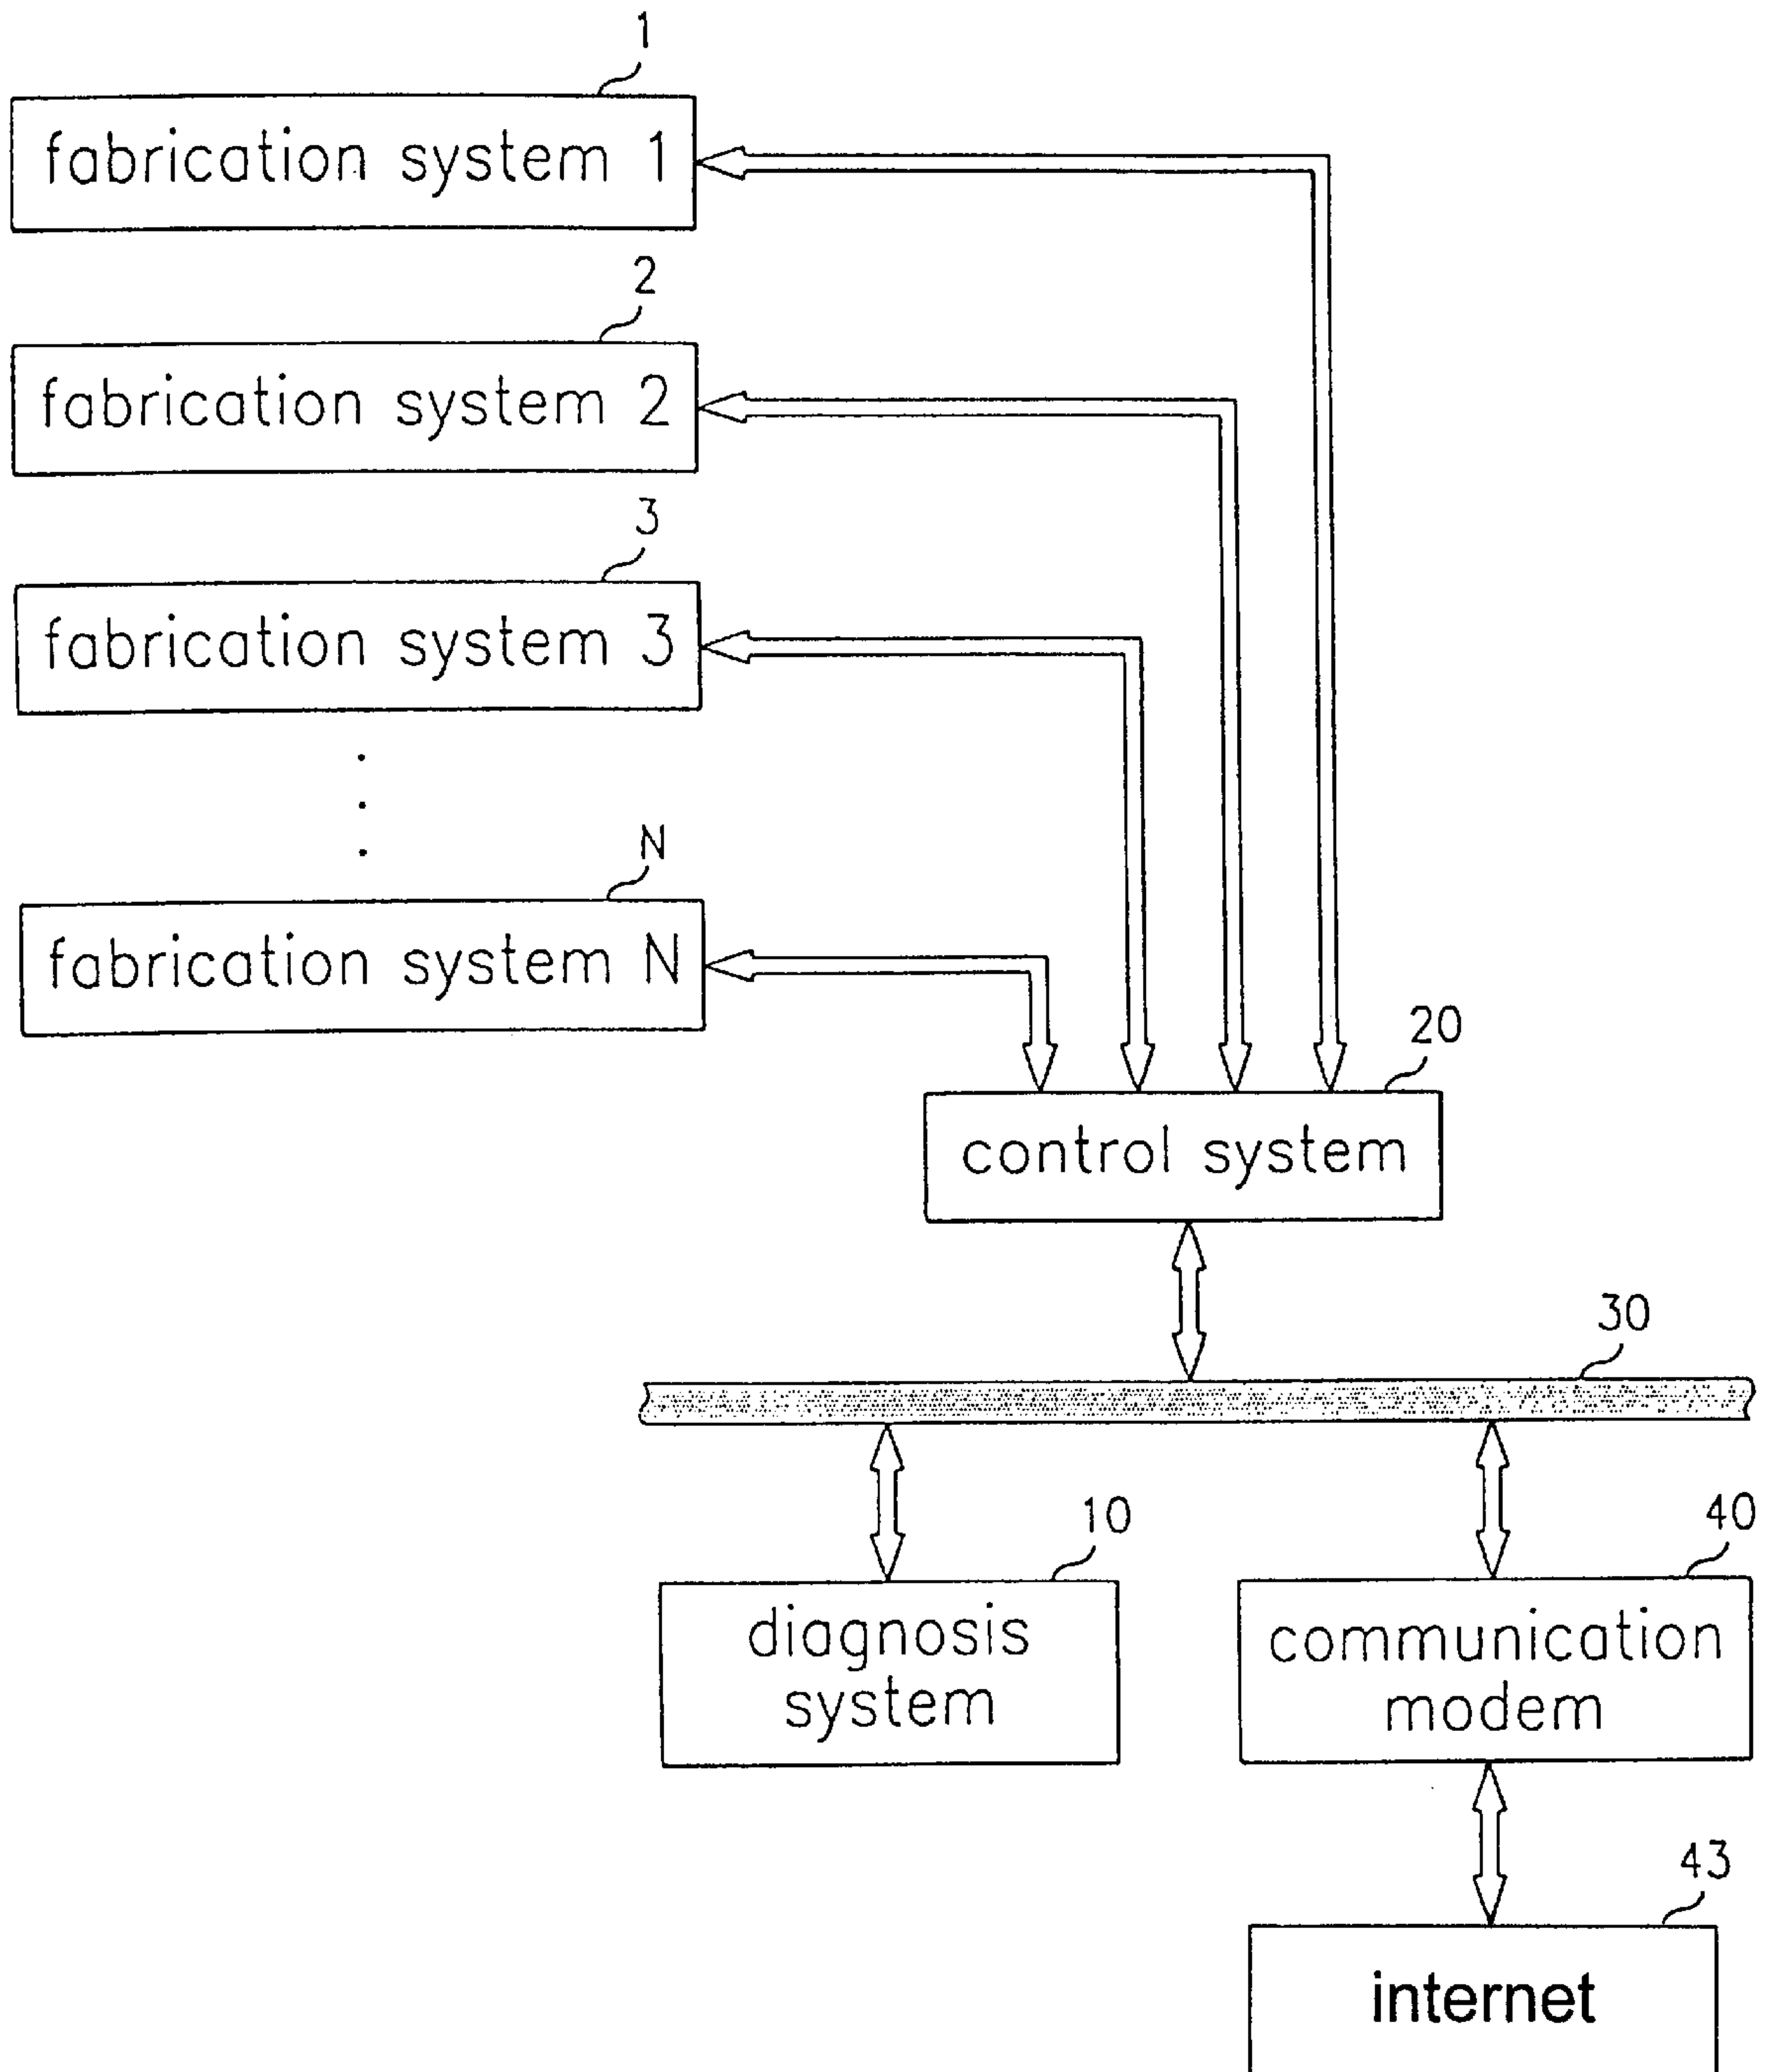 1
fabrication system 1
2
fabrication system 2
3
fabrication system 3
N
fabrication system N
20
control system
30
10
40
diagnosis
system
communication
modem
43
internet